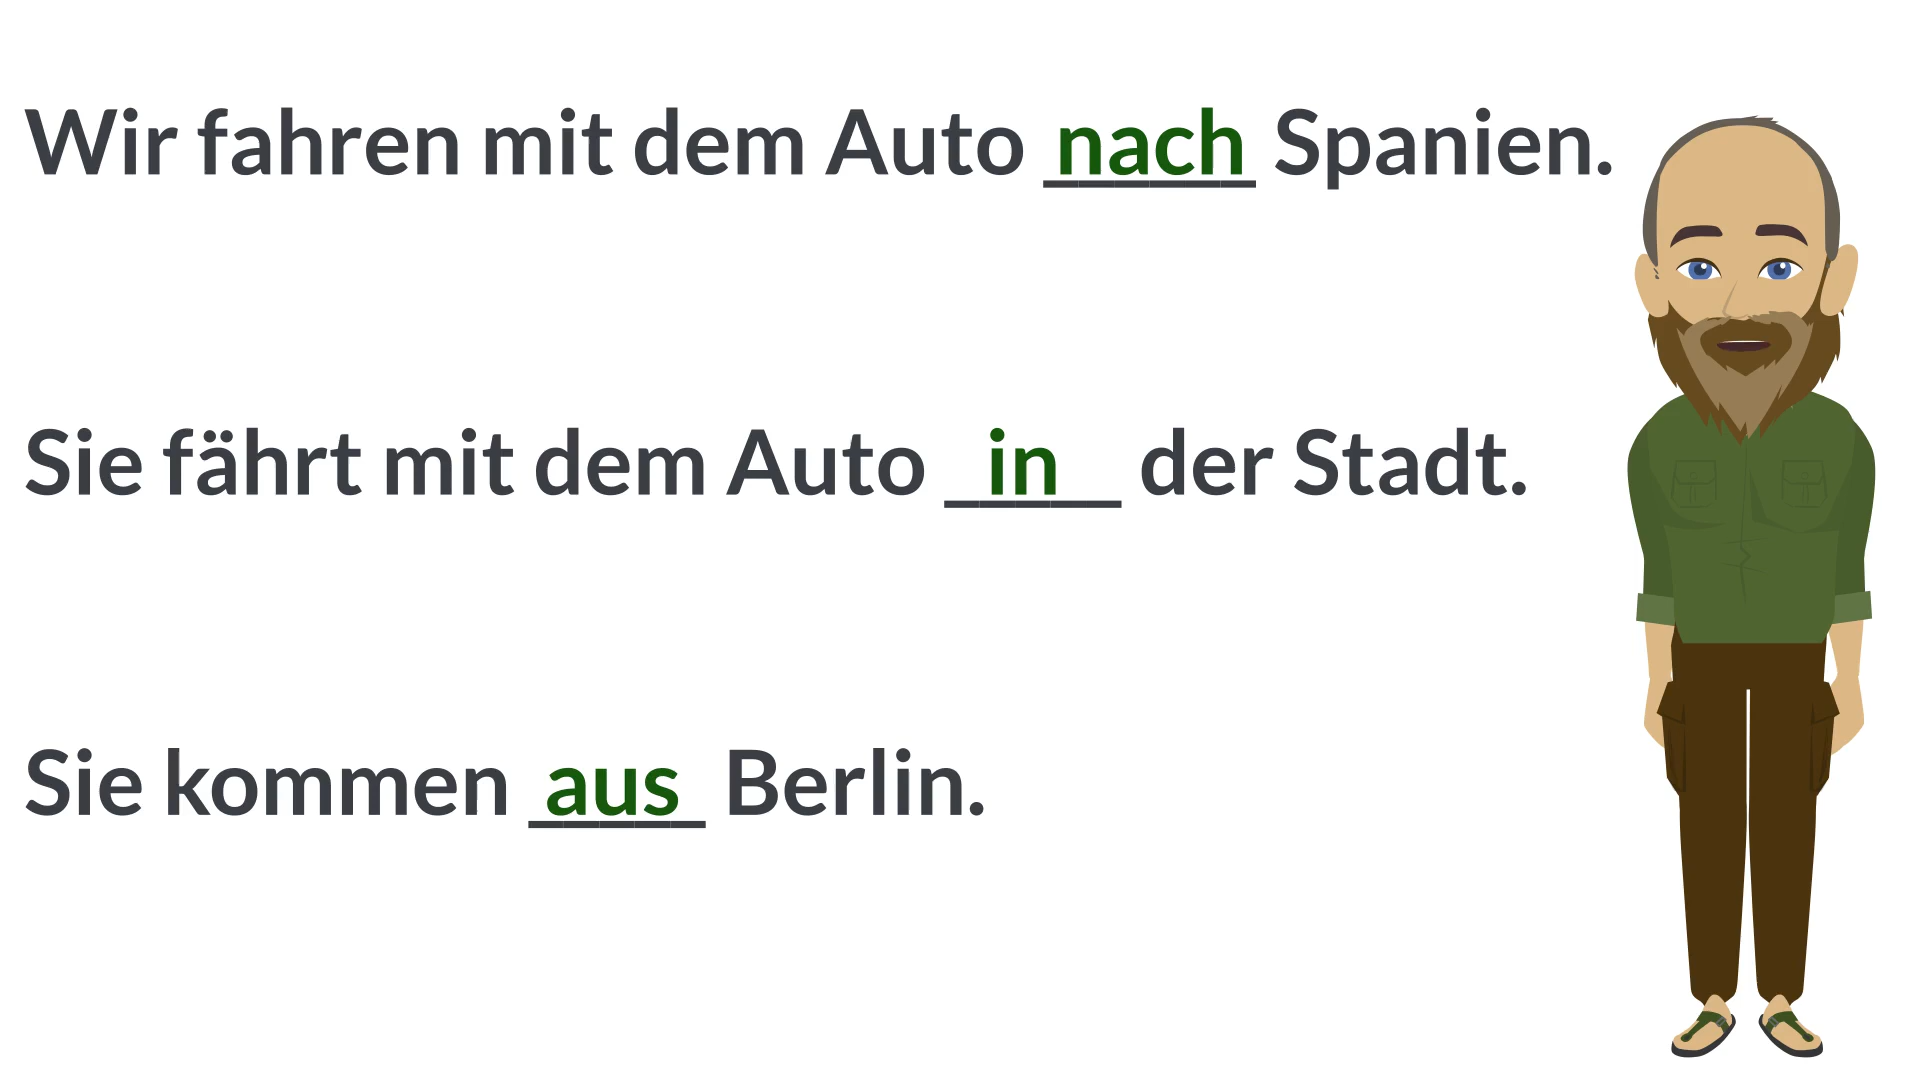 Wir fahren mit dem Auto nach Spanien.
Sie fährt mit dem Auto in der Stadt.
Sie kommen aus Berlin.